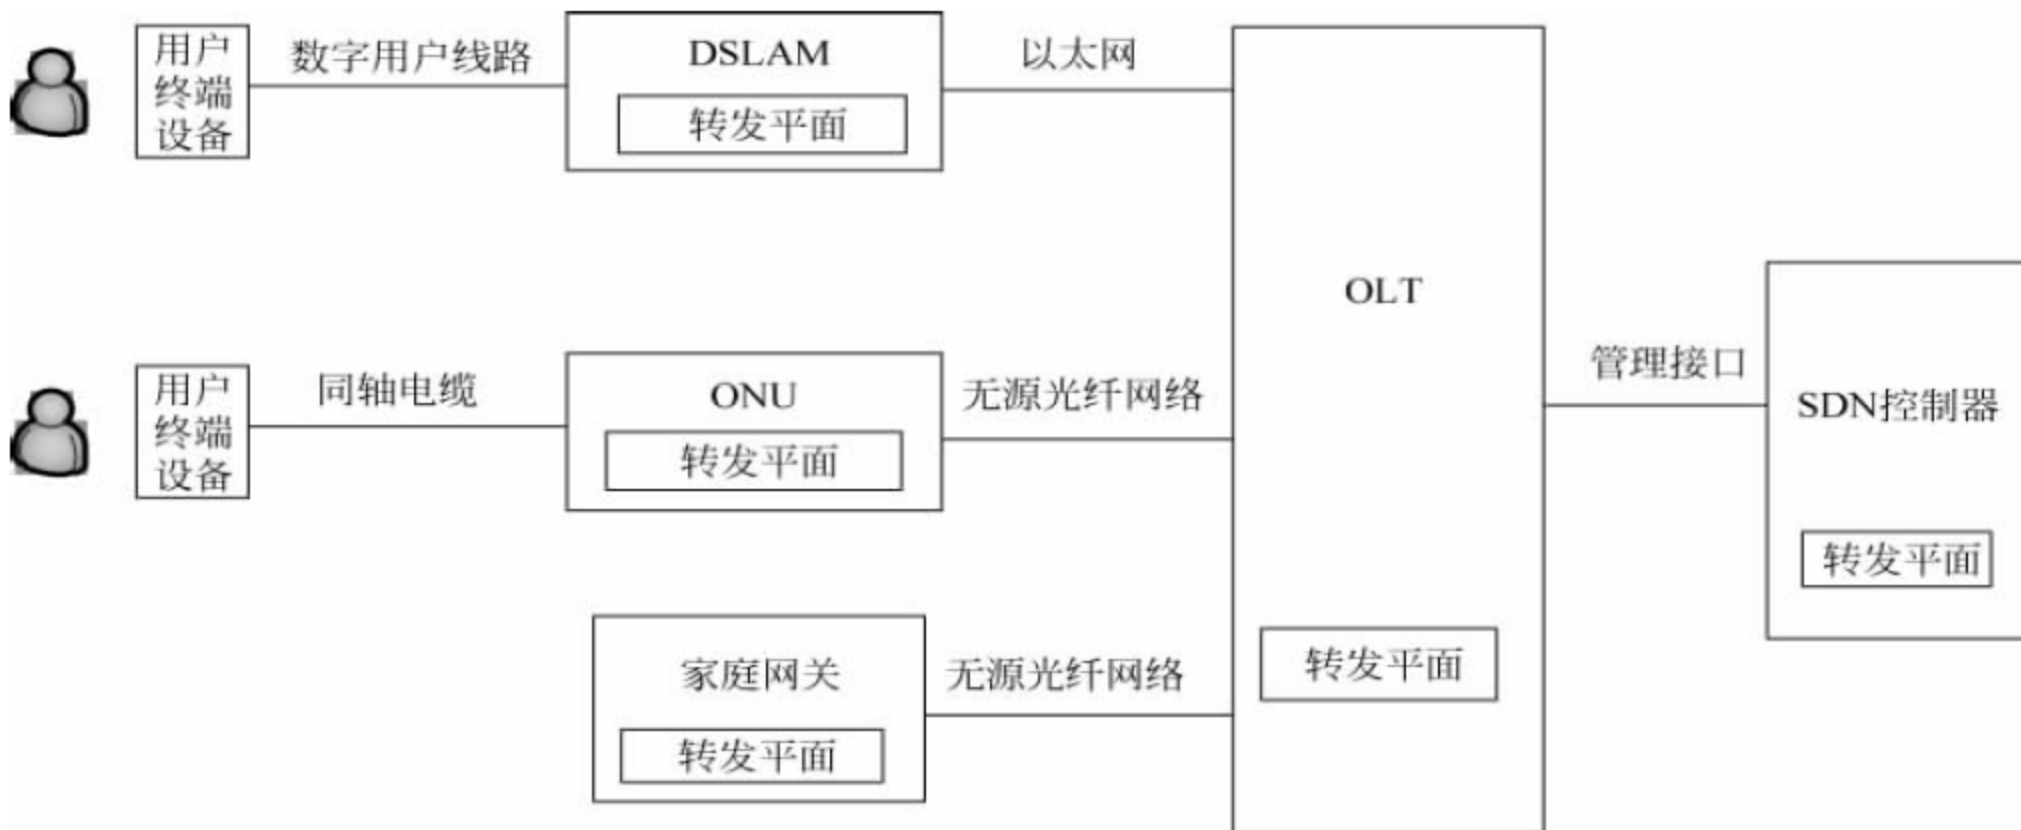 用户
终端
设备
数字用户线路
DSLAM
转发平面
以太网
OLT
转发平面
管理接口
SDN控制器
转发平面
用户
终端
设备
同轴电缆
ONU
转发平面
无源光纤网络
家庭网关
转发平面
无源光纤网络